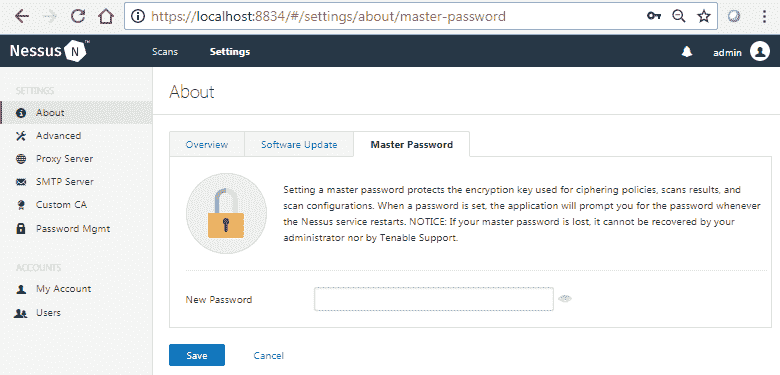 https://localhost:8834/#/settings/about/master-password
Nessus N ™
Scans
Settings
admin
SETTINGS
About
Advanced
Proxy Server
SMTP Server
Custom CA
Password Mgmt
ACCOUNTS
My Account
Users
About
Overview
Software Update
Master Password
Setting a master password protects the encryption key used for ciphering policies, scans results, and
scan configurations. When a password is set, the application will prompt you for the password whenever
the Nessus service restarts. NOTICE: If your master password is lost, it cannot be recovered by your
administrator nor by Tenable Support.
New Password
Save
Cancel